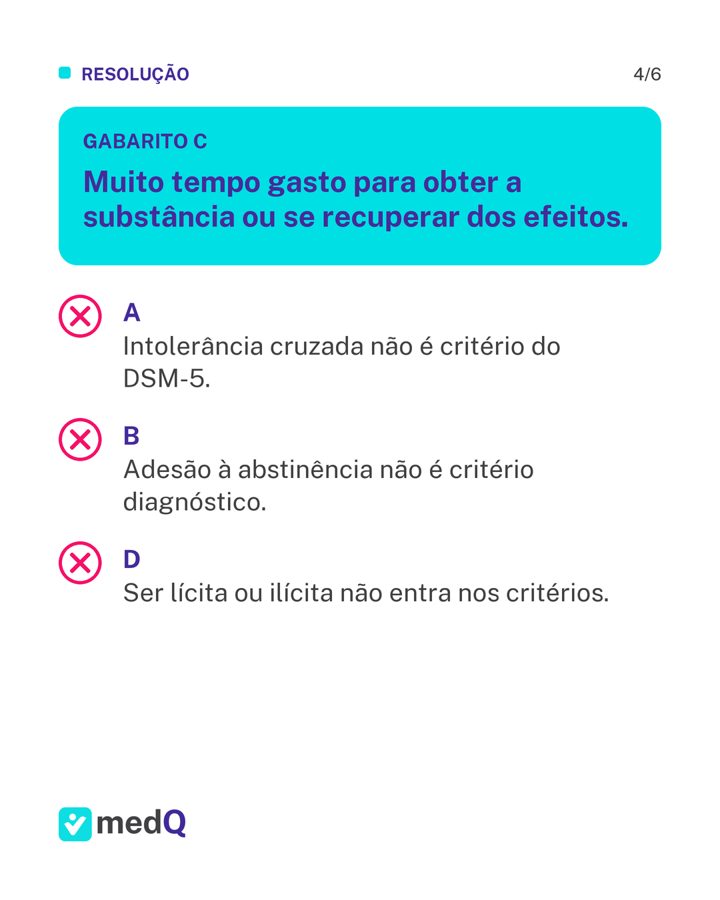 RESOLUÇÃO
4/6
GABARITO C
Muito tempo gasto para obter a
substância ou se recuperar dos efeitos.
A
Intolerância cruzada não é critério do
DSM-5.
B
Adesão à abstinência não é critério
diagnóstico.
D
Ser lícita ou ilícita não entra nos critérios.
medQ